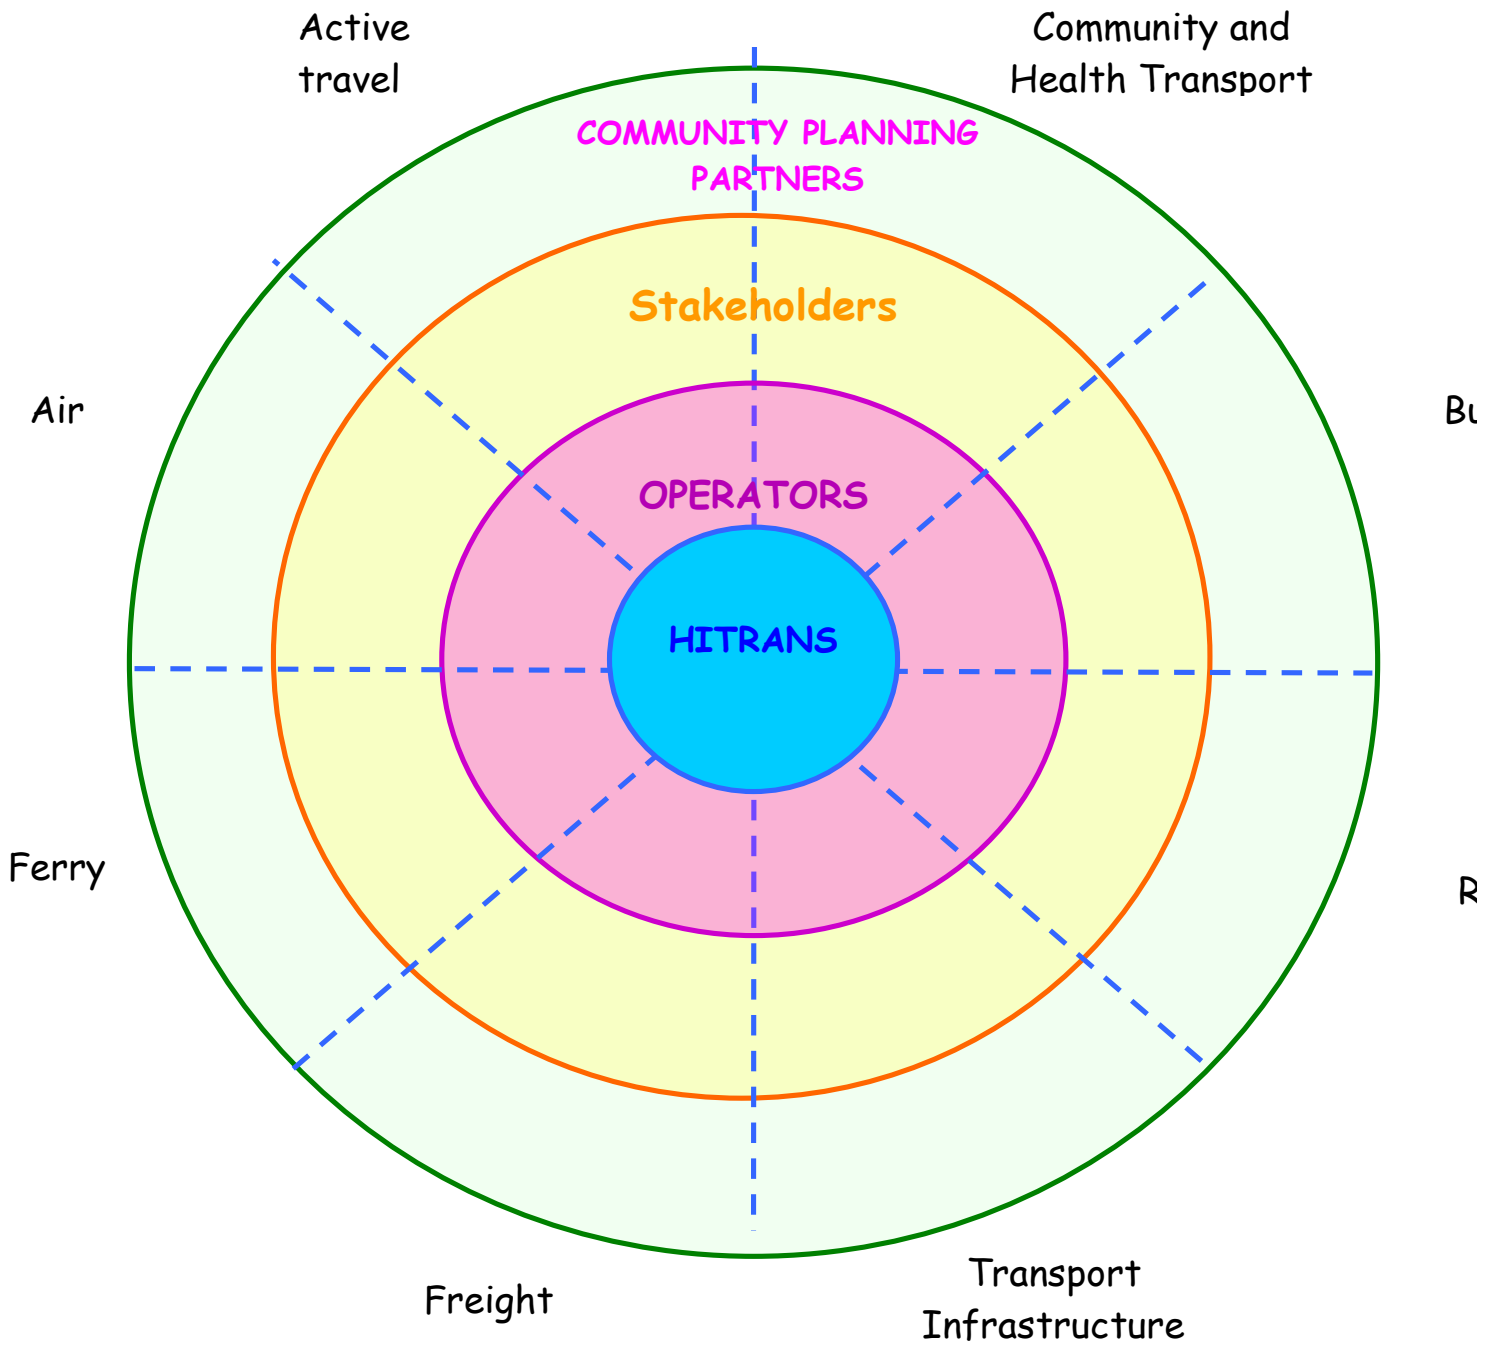 Active
travel
Community and
Health Transport
COMMUNITY PLANNING
PARTNERS
Stakeholders
Air
OPERATORS
HITRANS
Ferry
Freight
Transport
Infrastructure